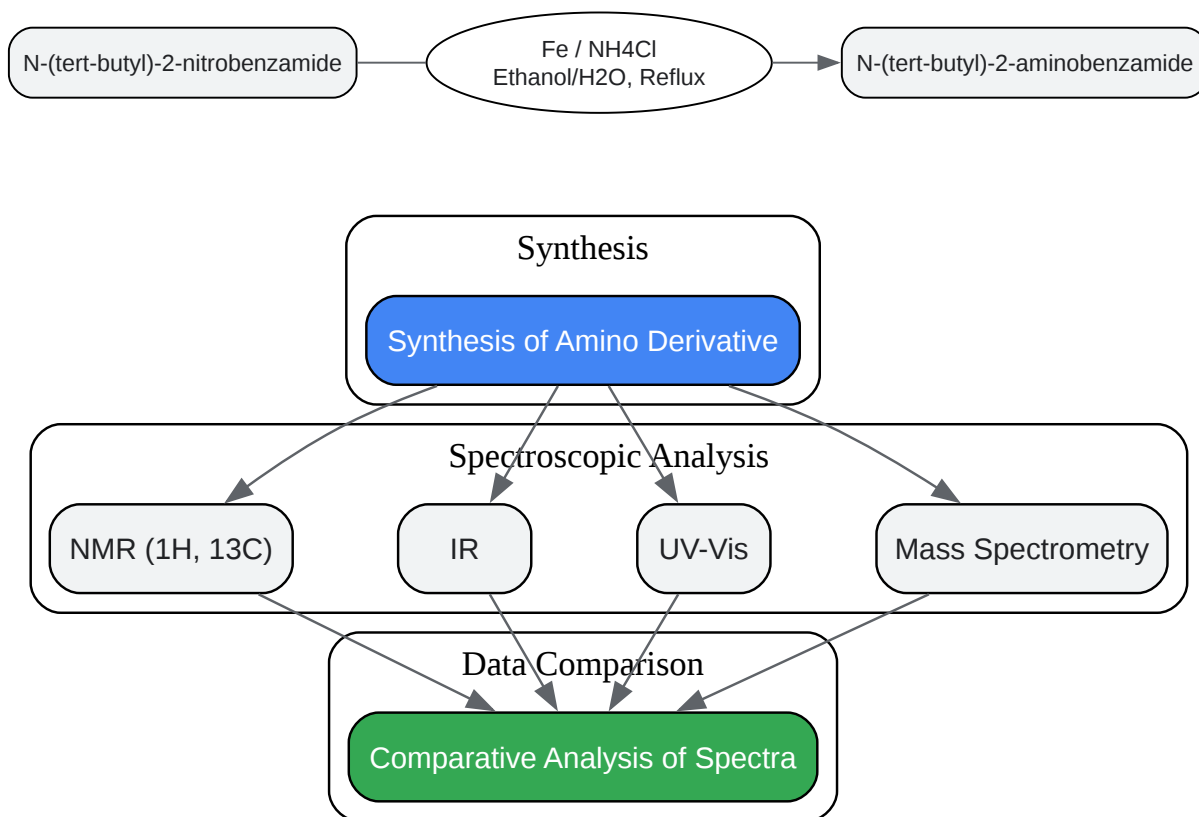 N-(tert-butyl)-2-nitrobenzamide
Fe / NH4Cl
Ethanol/H2O, Reflux
N-(tert-butyl)-2-aminobenzamide
Synthesis
Synthesis of Amino Derivative
Spectroscopic Analysis
NMR (1H, 13C)
IR
UV-Vis
Mass Spectrometry
Data Comparison
Comparative Analysis of Spectra